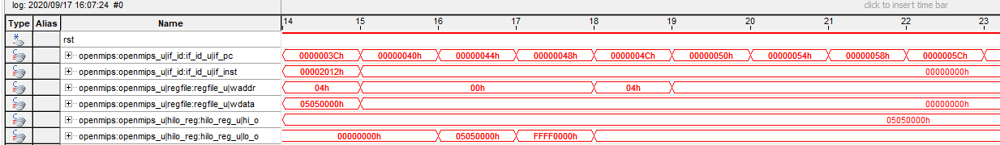 log: 2020/09/17 16:07:24 #0
click to insert time bar
Type Alias Name 14 15 16 17 18 19 20 21 22 23
rst
openmips:openmips_u|if_id:if_id_u|if_pc 0000003Ch 00000040h 00000044h 00000048h 0000004Ch 00000050h 00000054h 00000058h 0000005Ch
openmips:openmips_u|if_id:if_id_u|if_inst 00002012h 00000000h
openmips:openmips_u|regfile:regfile_u|waddr 04h 00h 04h
openmips:openmips_u|regfile:regfile_u|wdata 05050000h 00000000h
openmips:openmips_u|hilo_reg:hilo_reg_u|hi_o 05050000h
openmips:openmips_u|hilo_reg:hilo_reg_u|lo_o 00000000h 05050000h FFFF0000h